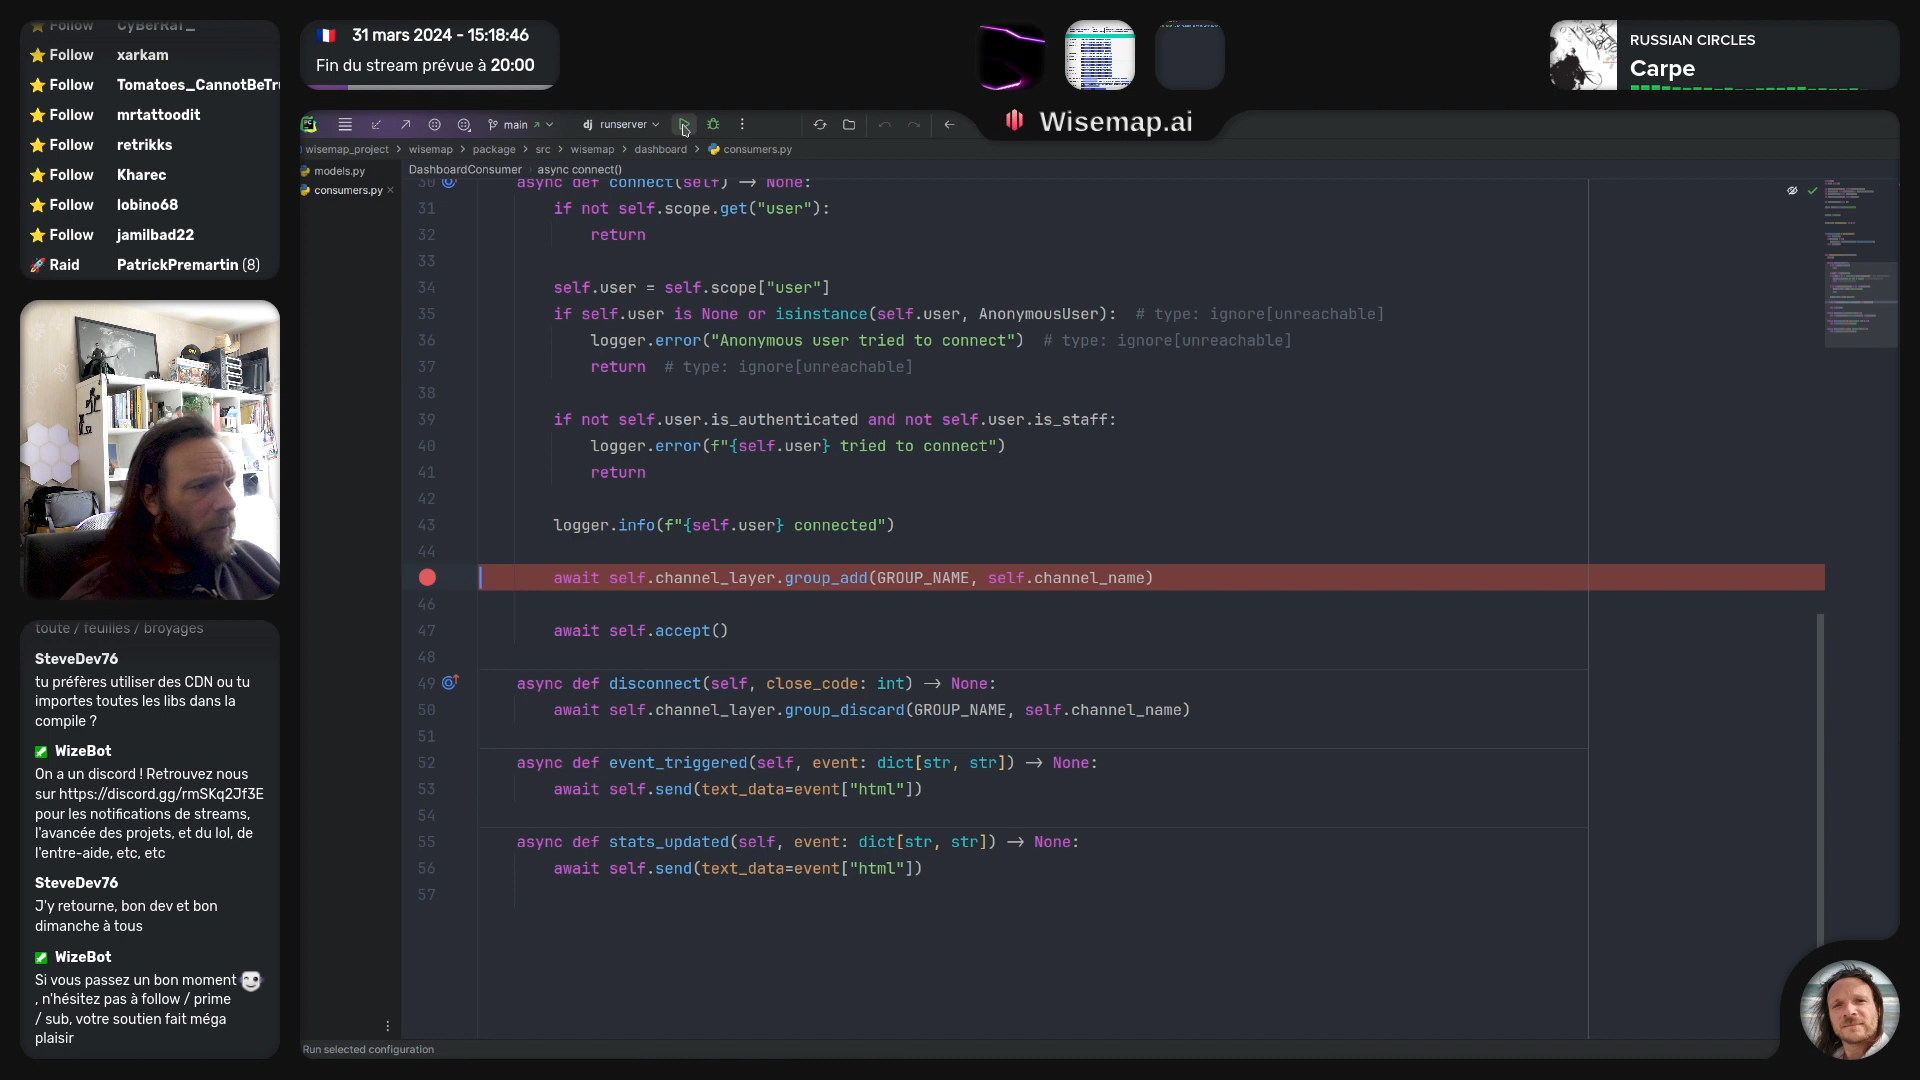 Follow CyBerRaT_
Follow xarkam
Follow Tomatoes_CannotBeTr
Follow mrtattoodit
Follow retrikks
Follow Kharec
Follow lobino68
Follow jamilbad22
Raid PatrickPremartin (8)
31 mars 2024 - 15:18:46
Fin du stream prévue à 20:00
RUSSIAN CIRCLES
Carpe
Wisemap.ai
main
dj runserver
wisemap_project > wisemap > package > src > wisemap > dashboard > consumers.py
models.py
consumers.py
DashboardConsumer > async connect()
30 async def connect(self) → None:
31 if not self.scope.get("user"):
32 return
33
34 self.user = self.scope["user"]
35 if self.user is None or isinstance(self.user, AnonymousUser):  # type: ignore[unreachable]
36 logger.error("Anonymous user tried to connect")  # type: ignore[unreachable]
37 return  # type: ignore[unreachable]
38
39 if not self.user.is_authenticated and not self.user.is_staff:
40 logger.error(f"{self.user} tried to connect")
41 return
42
43 logger.info(f"{self.user} connected")
44
await self.channel_layer.group_add(GROUP_NAME, self.channel_name)
46
47 await self.accept()
48
49 async def disconnect(self, close_code: int) → None:
50 await self.channel_layer.group_discard(GROUP_NAME, self.channel_name)
51
52 async def event_triggered(self, event: dict[str, str]) → None:
53 await self.send(text_data=event["html"])
54
55 async def stats_updated(self, event: dict[str, str]) → None:
56 await self.send(text_data=event["html"])
57
Run selected configuration
toute / feuilles / broyages
SteveDev76
tu préfères utiliser des CDN ou tu
importes toutes les libs dans la
compile ?
WizeBot
On a un discord ! Retrouvez nous
sur https://discord.gg/rmSKq2Jf3E
pour les notifications de streams,
l'avancée des projets, et du lol, de
l'entre-aide, etc, etc
SteveDev76
J'y retourne, bon dev et bon
dimanche à tous
WizeBot
Si vous passez un bon moment
, n'hésitez pas à follow / prime
/ sub, votre soutien fait méga
plaisir